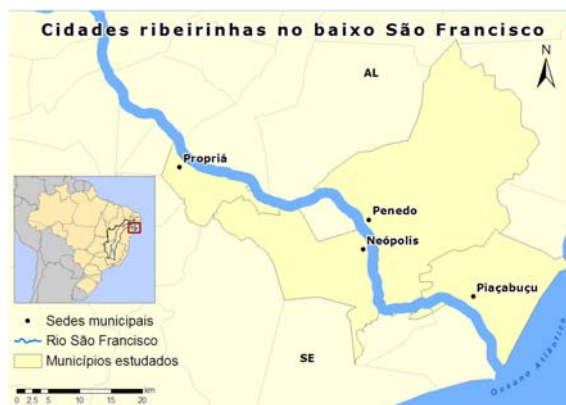 Cidades ribeirinhas no baixo São Francisco
N
AL
Propriá
Penedo
Neópolis
Piaçabuçu
SE
Oceano Atlântico
Sedes municipais
Rio São Francisco
Municípios estudados
km
0 2,5 5 10 15 20